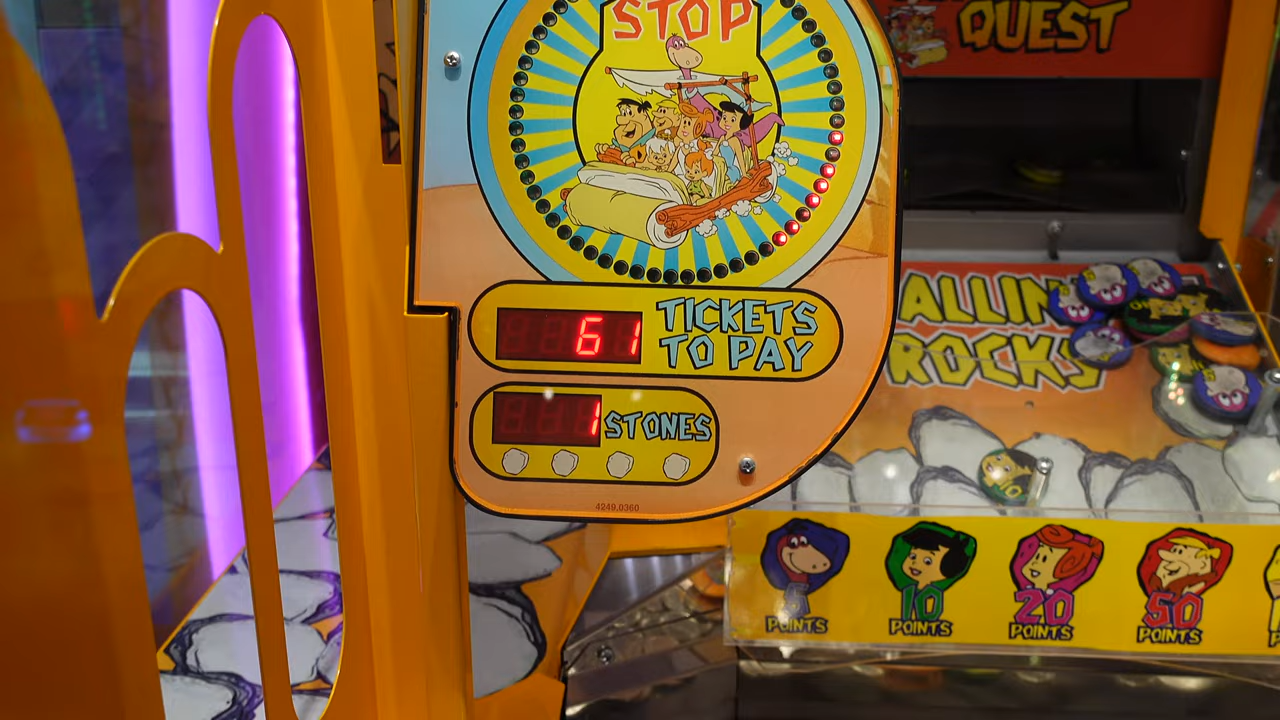 STOP
QUEST
61
TICKETS
TO PAY
1
STONES
4249.0360
ALLIN
ROCKS
5
POINTS
10
POINTS
20
POINTS
50
POINTS